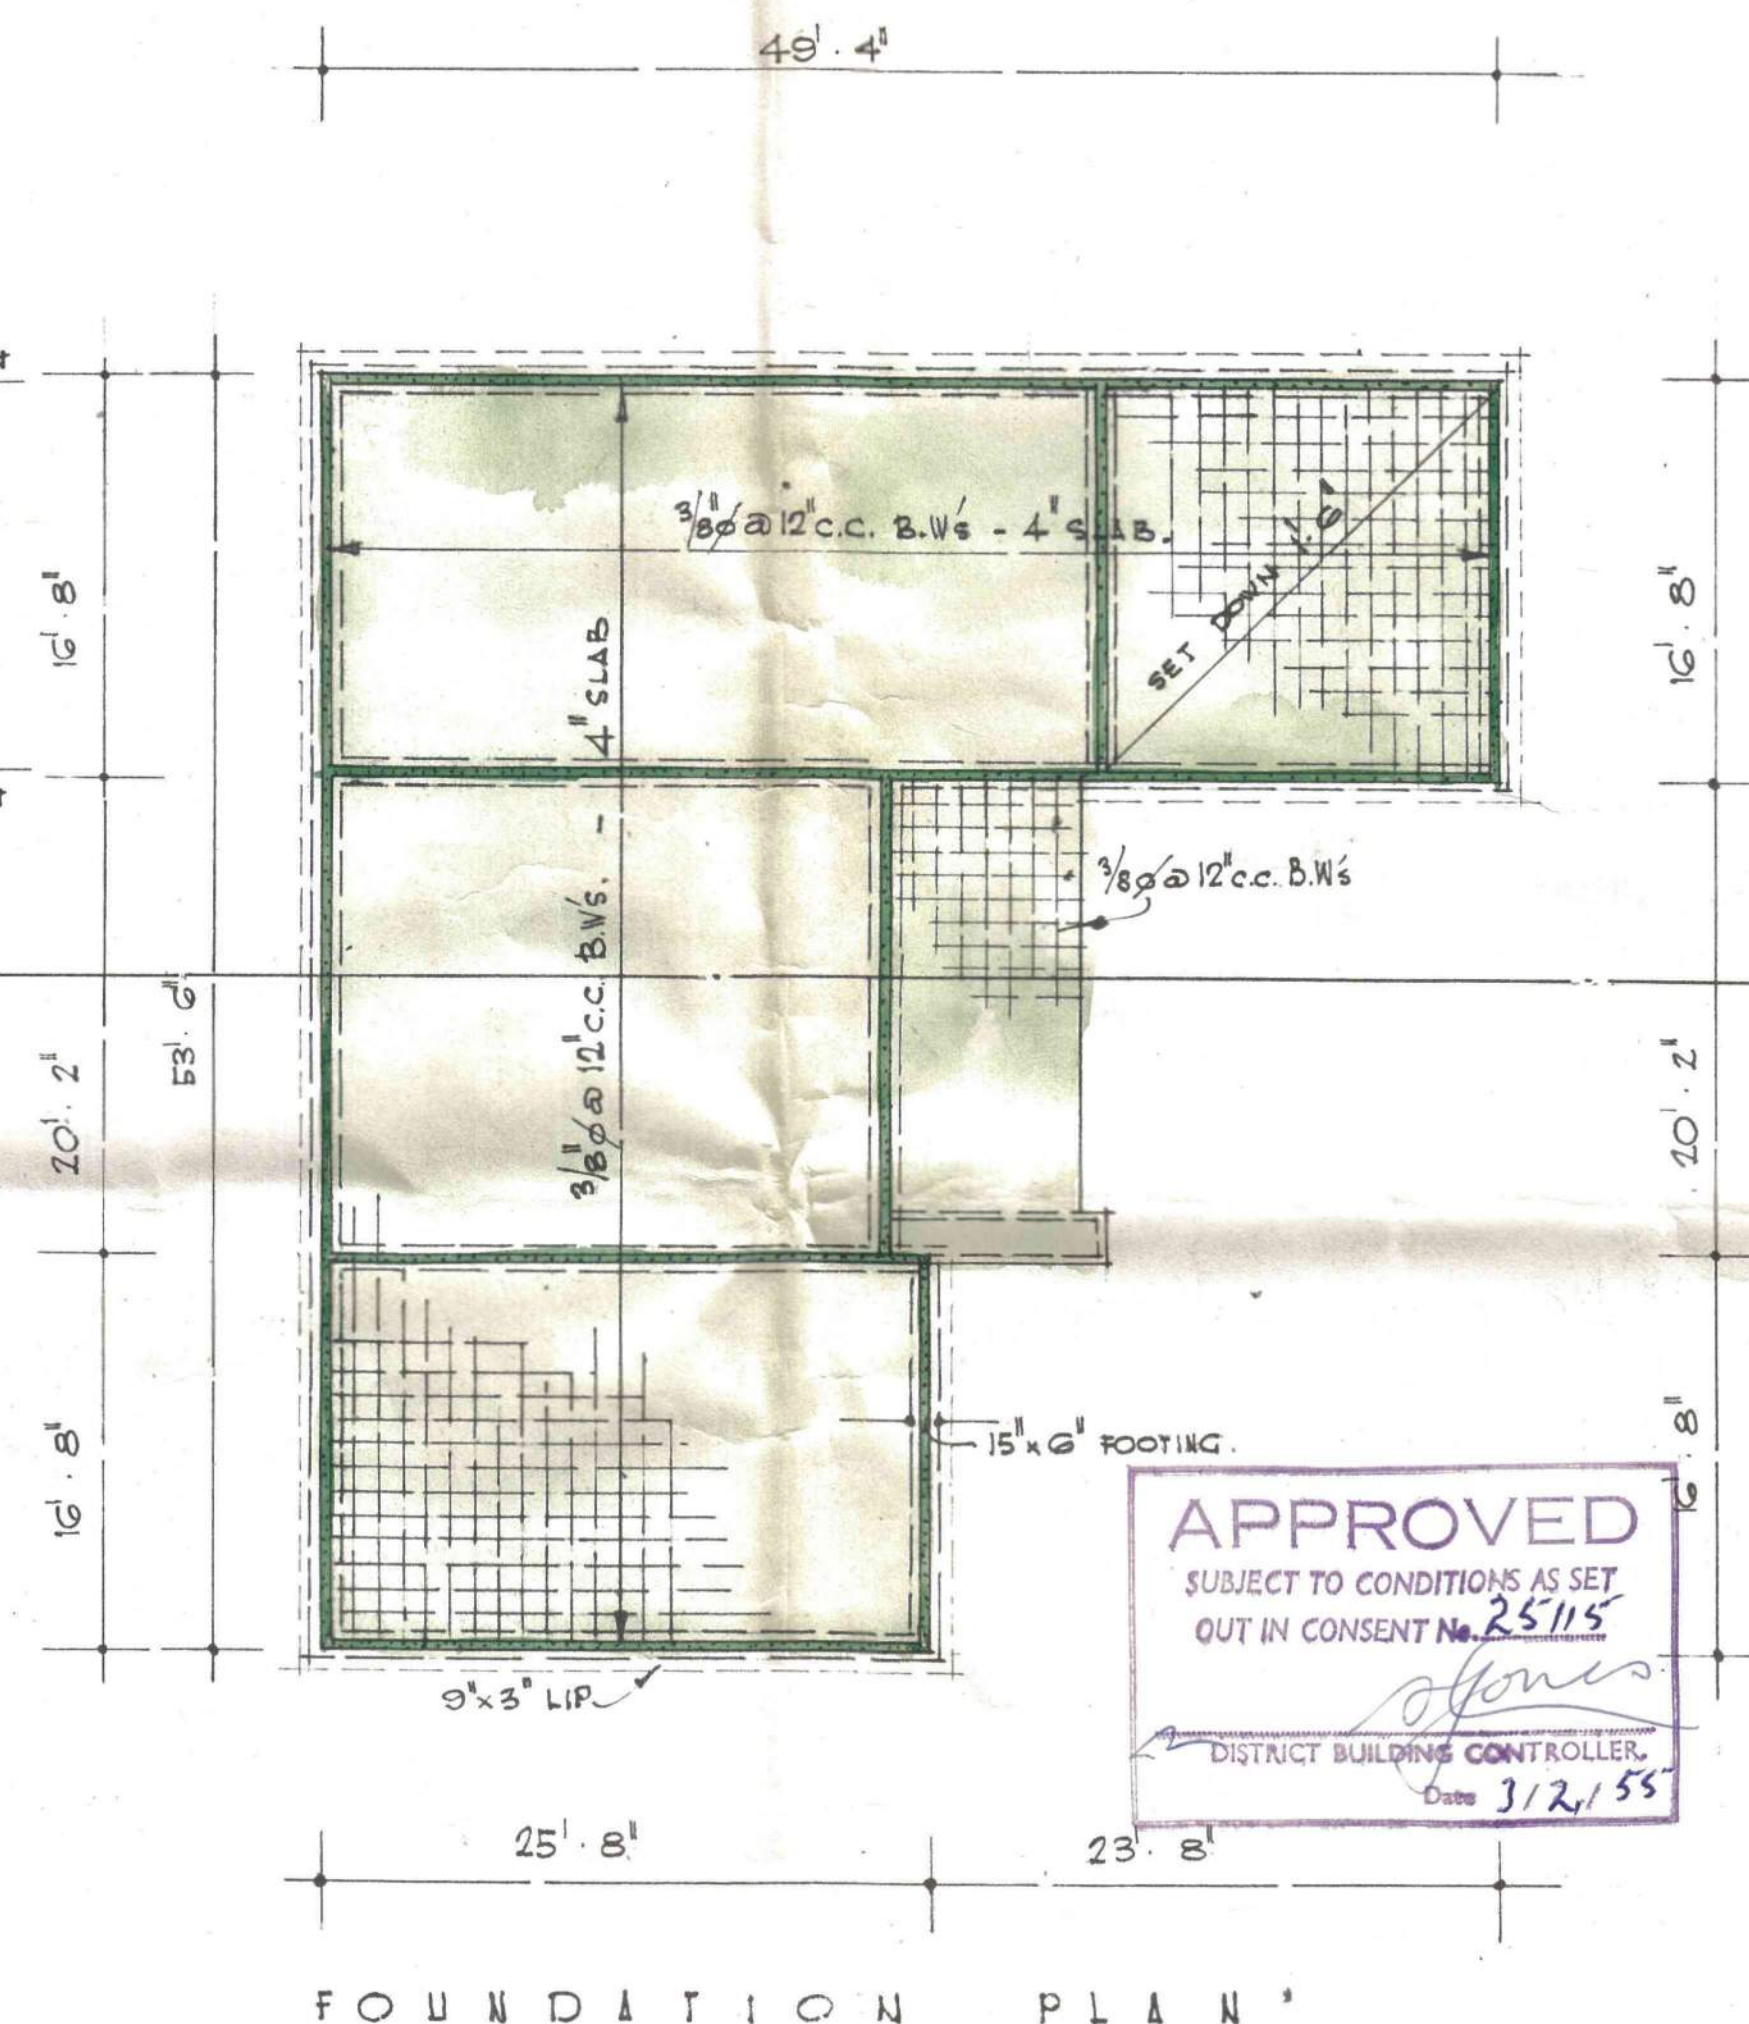 49'. 4"
3/8"ø @ 12" c.c. B.W's - 4" SLAB.
SET DOWN 1'. 6"
16'. 8"
16'. 8"
4" SLAB
3/8"ø @ 12" c.c. B.W's. -
3/8ø @ 12" c.c. B.W's
53'. 6"
20'. 2"
20'. 2"
15" x 6" FOOTING.
16'. 8"
16'. 8"
9" x 3" LIP
APPROVED
SUBJECT TO CONDITIONS AS SET
OUT IN CONSENT No. 25115
DISTRICT BUILDING CONTROLLER.
Date 3/2/55
25'. 8"
23'. 8"
FOUNDATION PLAN